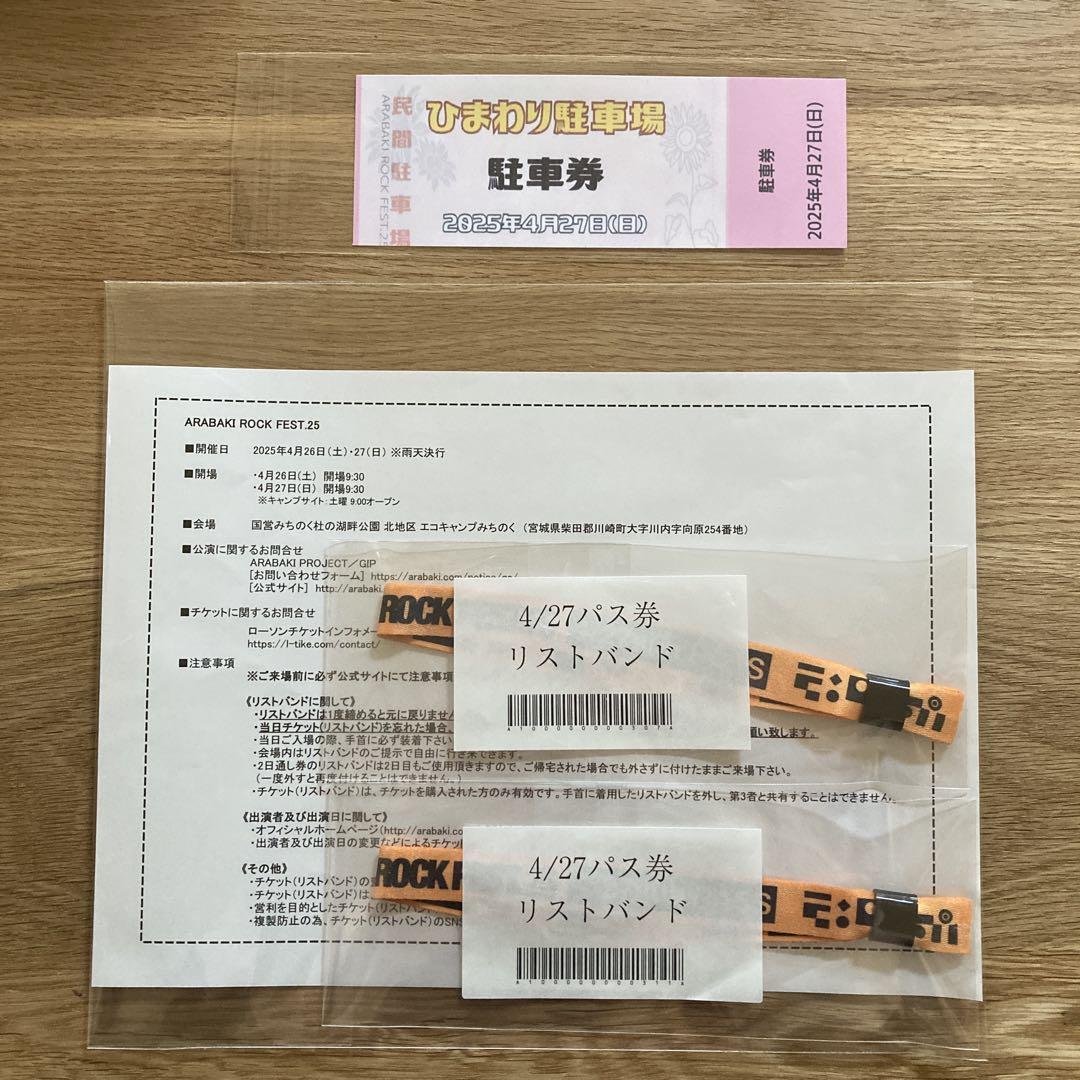 民間駐車場
ARABAKI ROCK FEST.25
ひまわり駐車場
駐車券
2025年4月27日(日)
駐車券
2025年4月27日(日)
ARABAKI ROCK FEST.25
■開催日 2025年4月26日(土)・27(日) ※雨天決行
■開場 ・4月26日(土) 開場9:30
・4月27日(日) 開場9:30
※キャンプサイト:土曜 9:00オープン
■会場 国営みちのく杜の湖畔公園 北地区 エコキャンプみちのく (宮城県柴田郡川崎町大字川内字向原254番地)
■公演に関するお問合せ
ARABAKI PROJECT/GIP
[お問い合わせフォーム] https://arabaki.com/notice/qa/
[公式サイト] http://arabak
■チケットに関するお問合せ
ローソンチケットインフォメー
https://l-tike.com/contact/
■注意事項
※ご来場前に必ず公式サイトにて注意事項
《リストバンドに関して》
・リストバンドは1度締めると元に戻りません
・当日チケット(リストバンド)を忘れた場合、
願い致します。
・当日ご入場の際、手首に必ず装着下さい
・会場内はリストバンドのご提示で自由に行き来できます。
・2日通し券のリストバンドは2日目もご使用頂きますので、ご帰宅された場合でも外さずに付けたままご来場下さい。
(一度外すと再度付けることはできません。)
・チケット(リストバンド)は、チケットを購入された方のみ有効です。手首に着用したリストバンドを外し、第3者と共有することはできません。
《出演者及び出演日に関して》
・オフィシャルホームページ(http://arabaki.co
・出演者及び出演日の変更などによるチケッ
《その他》
・チケット(リストバンド)の
・チケット(リストバンド)は
・営利を目的としたチケット(リストバンド)
・複製防止の為、チケット(リストバンド)のSNS
ROCK
4/27パス券
リストバンド
A1000000000307A
S
ROCK F
4/27パス券
リストバンド
A1000000000311A
S